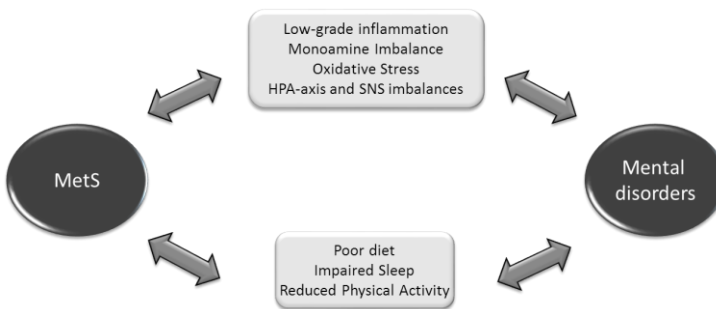 Low-grade inflammation
Monoamine Imbalance
Oxidative Stress
HPA-axis and SNS imbalances
MetS
Mental
disorders
Poor diet
Impaired Sleep
Reduced Physical Activity